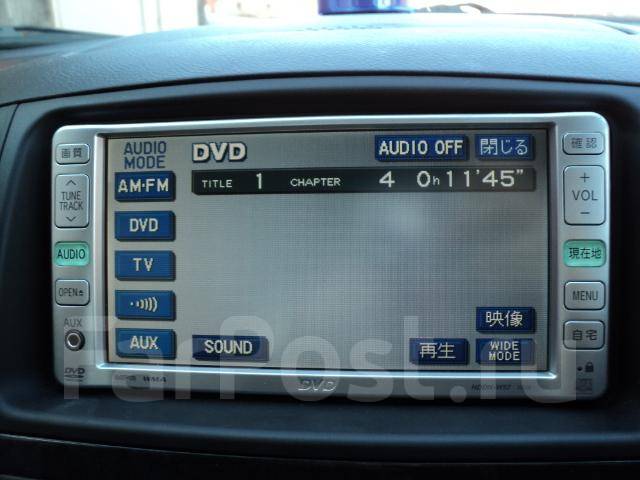 画質
AUDIO MODE
DVD
AUDIO OFF
閉じる
確認
TITLE 1 CHAPTER 4 0h11'45"
AM·FM
TUNE
TRACK
+
VOL
−
DVD
AUDIO
TV
現在地
OPEN
MENU
映像
AUX
AUX
SOUND
再生
WIDE MODE
自宅
DVD
WMA
DVD
FarPost.ru